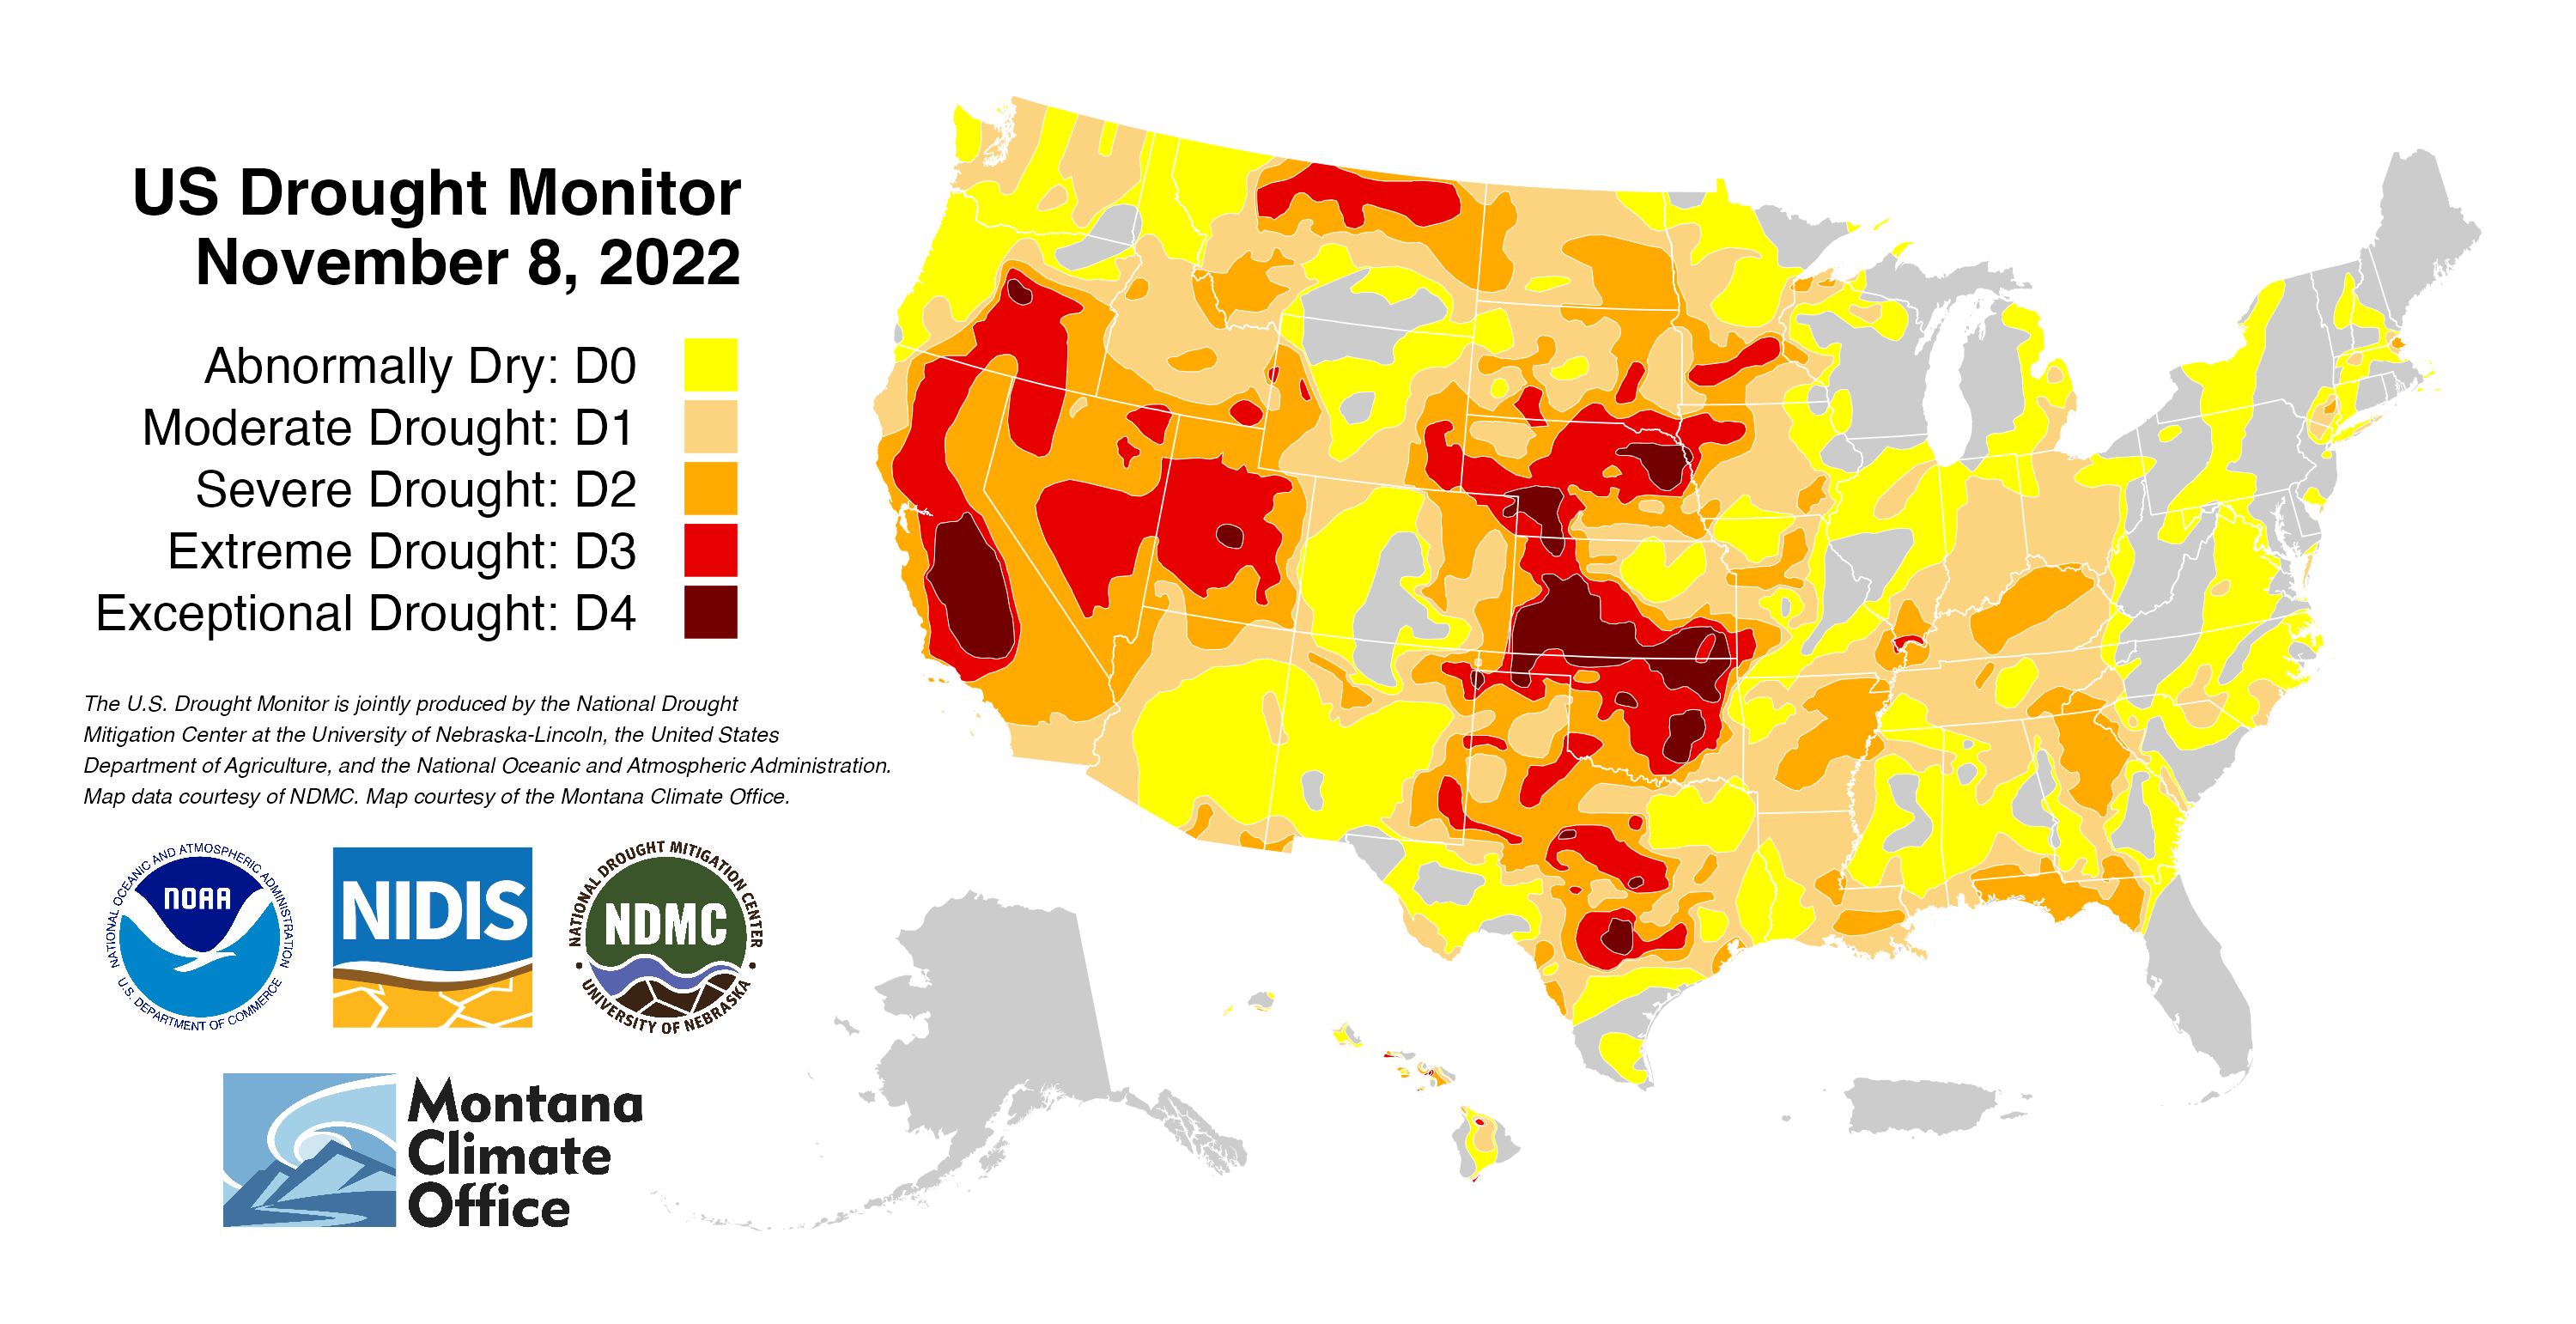 US Drought Monitor
November 8, 2022
Abnormally Dry: D0
Moderate Drought: D1
Severe Drought: D2
Extreme Drought: D3
Exceptional Drought: D4
The U.S. Drought Monitor is jointly produced by the National Drought
Mitigation Center at the University of Nebraska-Lincoln, the United States
Department of Agriculture, and the National Oceanic and Atmospheric Administration.
Map data courtesy of NDMC. Map courtesy of the Montana Climate Office.
NATIONAL OCEANIC AND ATMOSPHERIC ADMINISTRATION
NOAA
U.S. DEPARTMENT OF COMMERCE
NIDIS
NATIONAL DROUGHT MITIGATION CENTER
NDMC
UNIVERSITY OF NEBRASKA
Montana
Climate
Office